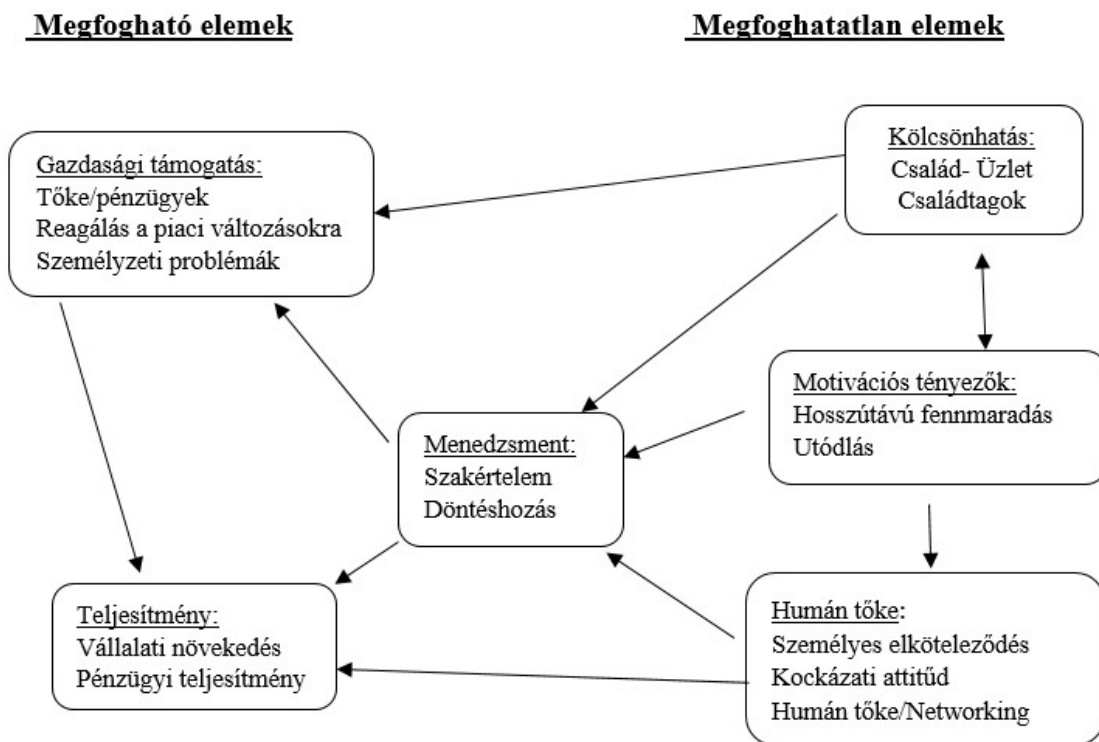 Megfogható elemek
Megfoghatatlan elemek
Gazdasági támogatás:
Tőke/pénzügyek
Reagálás a piaci változásokra
Személyzeti problémák
Kölcsönhatás:
Család- Üzlet
Családtagok
Menedzsment:
Szakértelem
Döntéshozás
Motivációs tényezők:
Hosszútávú fennmaradás
Utódlás
Teljesítmény:
Vállalati növekedés
Pénzügyi teljesítmény
Humán tőke:
Személyes elköteleződés
Kockázati attitűd
Humán tőke/Networking